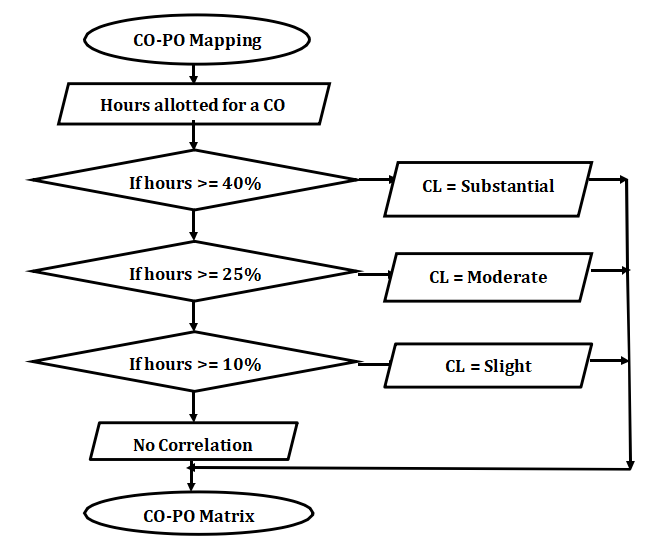 CO-PO Mapping
Hours allotted for a CO
If hours >= 40%
CL = Substantial
If hours >= 25%
CL = Moderate
If hours >= 10%
CL = Slight
No Correlation
CO-PO Matrix